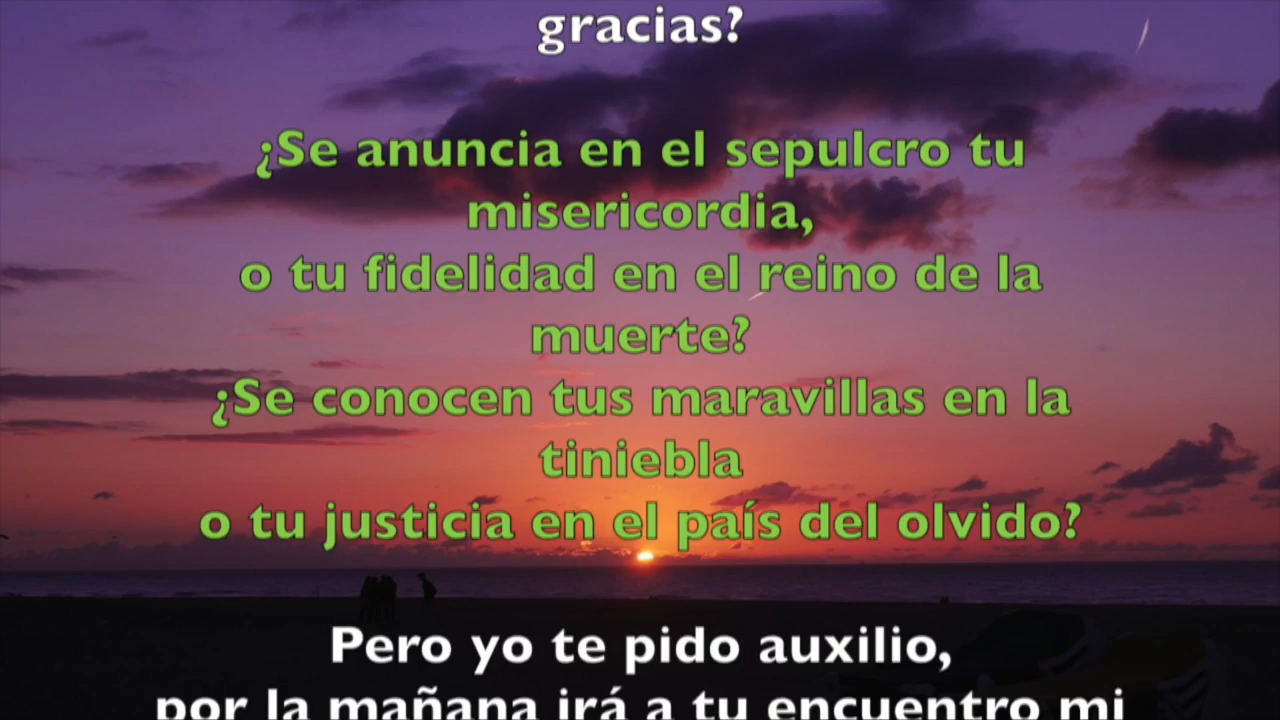 gracias?
¿Se anuncia en el sepulcro tu
misericordia,
o tu fidelidad en el reino de la
muerte?
¿Se conocen tus maravillas en la
tiniebla
o tu justicia en el país del olvido?
Pero yo te pido auxilio,
por la mañana irá a tu encuentro mi